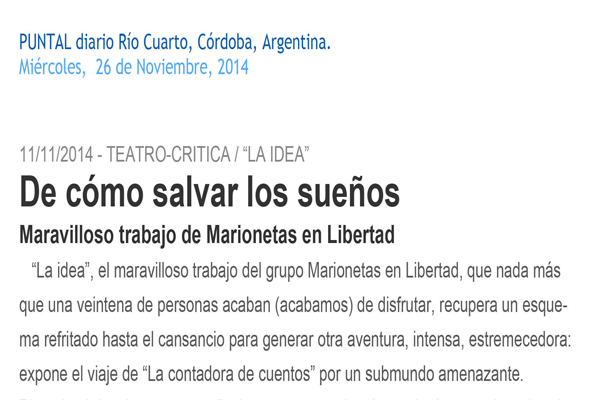 PUNTAL diario Río Cuarto, Córdoba, Argentina.
Miércoles,  26 de Noviembre, 2014
11/11/2014 - TEATRO-CRITICA / “LA IDEA”
De cómo salvar los sueños
Maravilloso trabajo de Marionetas en Libertad
“La idea”, el maravilloso trabajo del grupo Marionetas en Libertad, que nada más
que una veintena de personas acaban (acabamos) de disfrutar, recupera un esque-
ma refritado hasta el cansancio para generar otra aventura, intensa, estremecedora:
expone el viaje de “La contadora de cuentos” por un submundo amenazante.